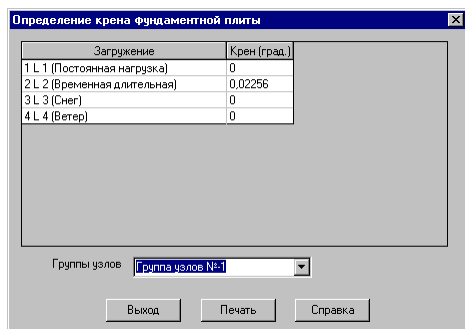 Определение крена фундаментной плиты
Загружение Крен (град.)
1 L 1 (Постоянная нагрузка) 0
2 L 2 (Временная длительная) 0,02256
3 L 3 (Снег) 0
4 L 4 (Ветер) 0
Группы узлов Группа узлов №-1
Выход Печать Справка